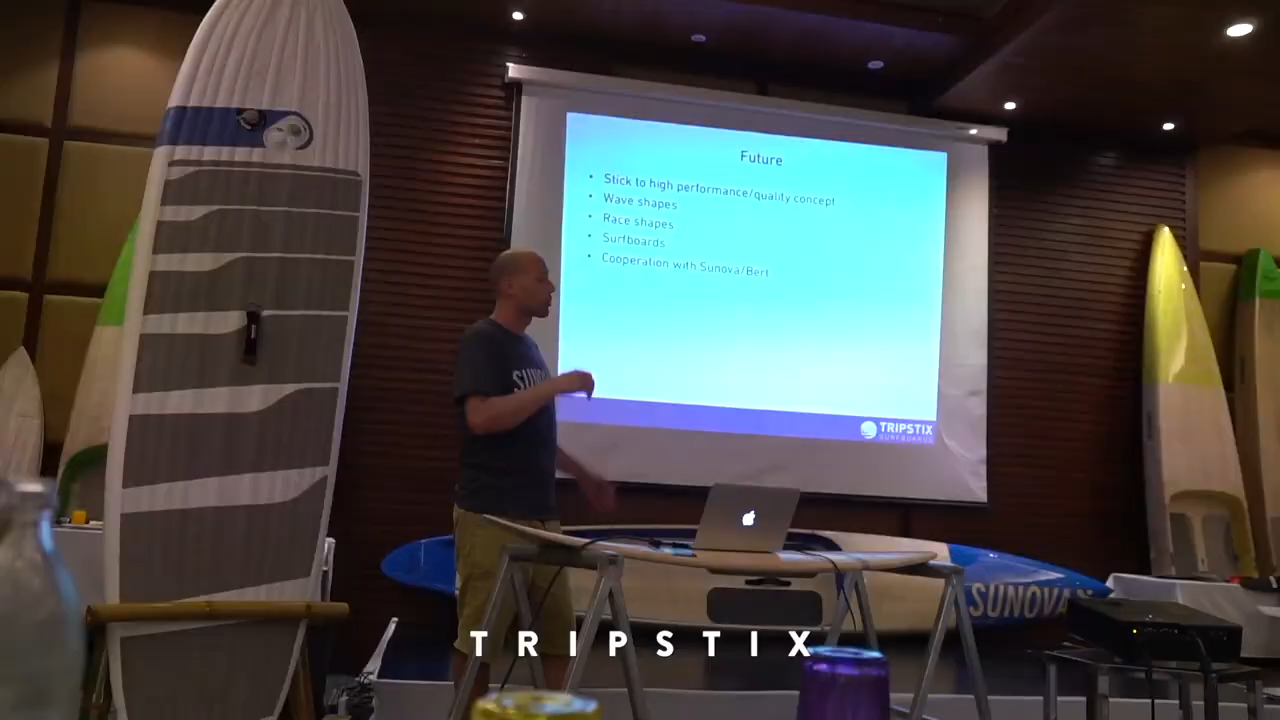 Future
• Stick to high performance/quality concept
• Wave shapes
• Race shapes
• Surfboards
• Cooperation with Sunova/Bert
TRIPSTIX
SURFBOARDS
SUNOVA
TRIPSTIX